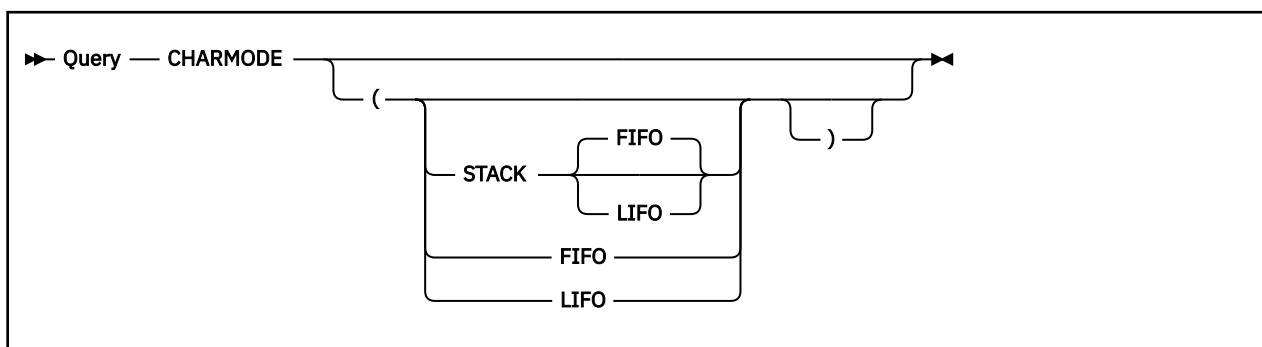 Query CHARMODE
(
)
FIFO
STACK
LIFO
FIFO
LIFO